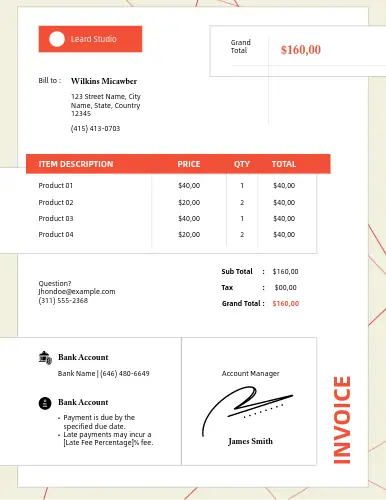 Leard Studio
Grand
Total
$160,00
Bill to :
Wilkins Micawber
123 Street Name, City
Name, State, Country
12345
(415) 413-0703
ITEM DESCRIPTION PRICE QTY TOTAL
Product 01 $40,00 1 $40,00
Product 02 $20,00 2 $40,00
Product 03 $40,00 1 $40,00
Product 04 $20,00 2 $40,00
Sub Total : $160,00
Tax : $00,00
Grand Total : $160,00
Question?
Jhondoe@example.com
(311) 555-2368
Bank Account
Bank Name | (646) 480-6649
Bank Account
• Payment is due by the
specified due date.
• Late payments may incur a
[Late Fee Percentage]% fee.
Account Manager
James Smith
INVOICE